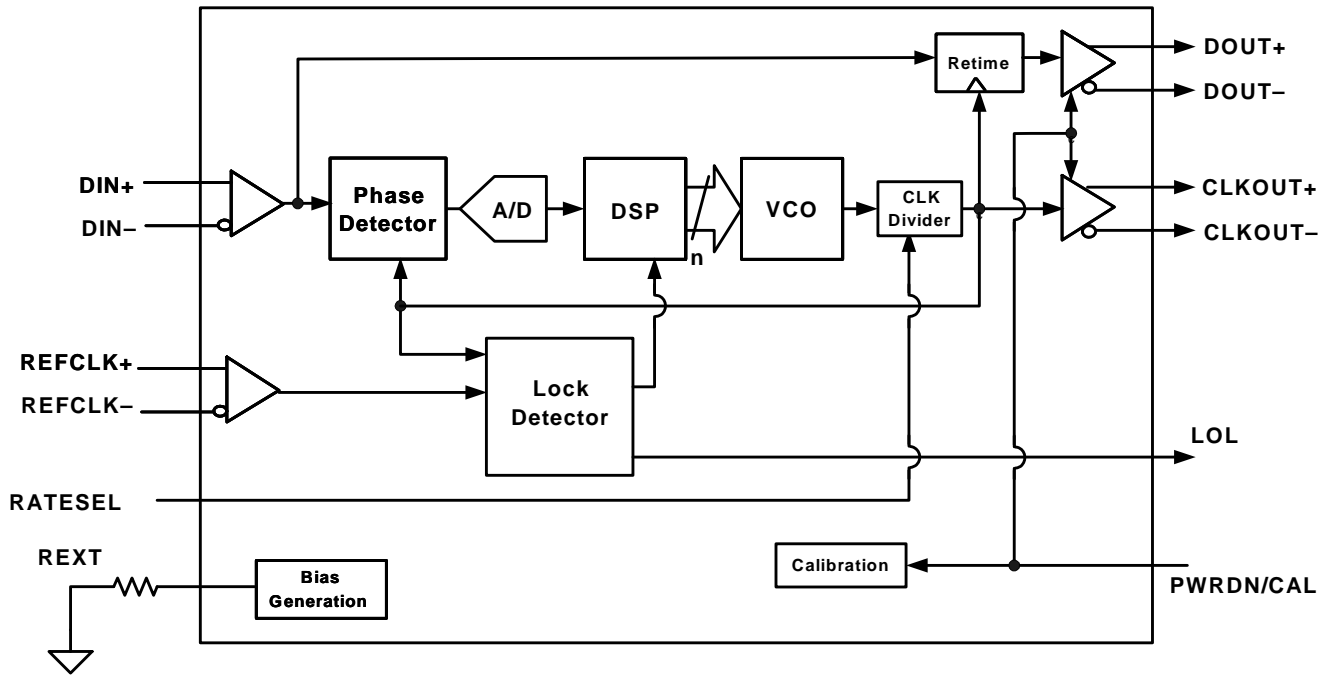 DOUT+
Retime
DOUT–
DIN+
Phase
Detector
A/D
DSP
n
VCO
CLK
Divider
CLKOUT+
DIN–
CLKOUT–
REFCLK+
REFCLK–
Lock
Detector
LOL
RATESEL
REXT
Bias
Generation
Calibration
PWRDN/CAL